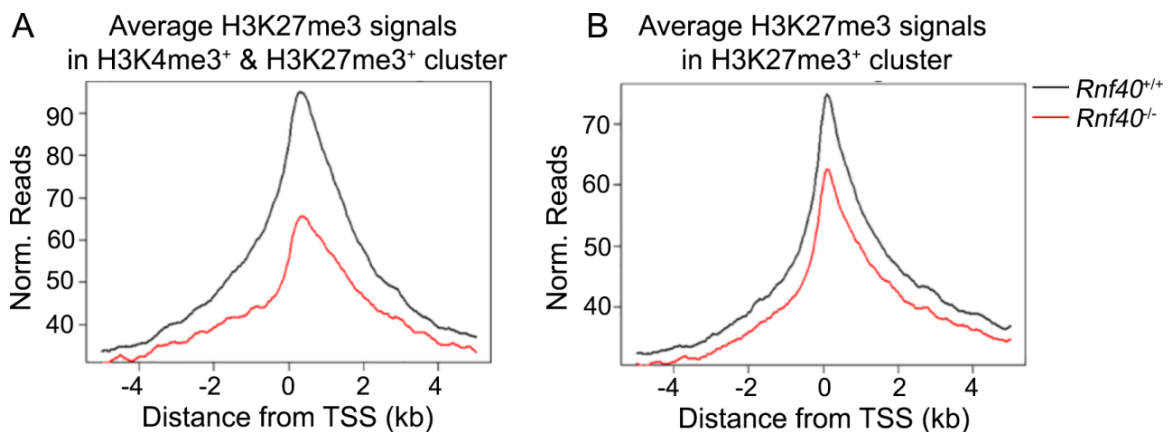 A Average H3K27me3 signals
in H3K4me3⁺ & H3K27me3⁺ cluster
Norm. Reads
90
80
70
60
50
40
-4 -2 0 2 4
Distance from TSS (kb)
B Average H3K27me3 signals
in H3K27me3⁺ cluster
Norm. Reads
70
60
50
40
-4 -2 0 2 4
Distance from TSS (kb)
Rnf40⁺/⁺
Rnf40⁻/⁻